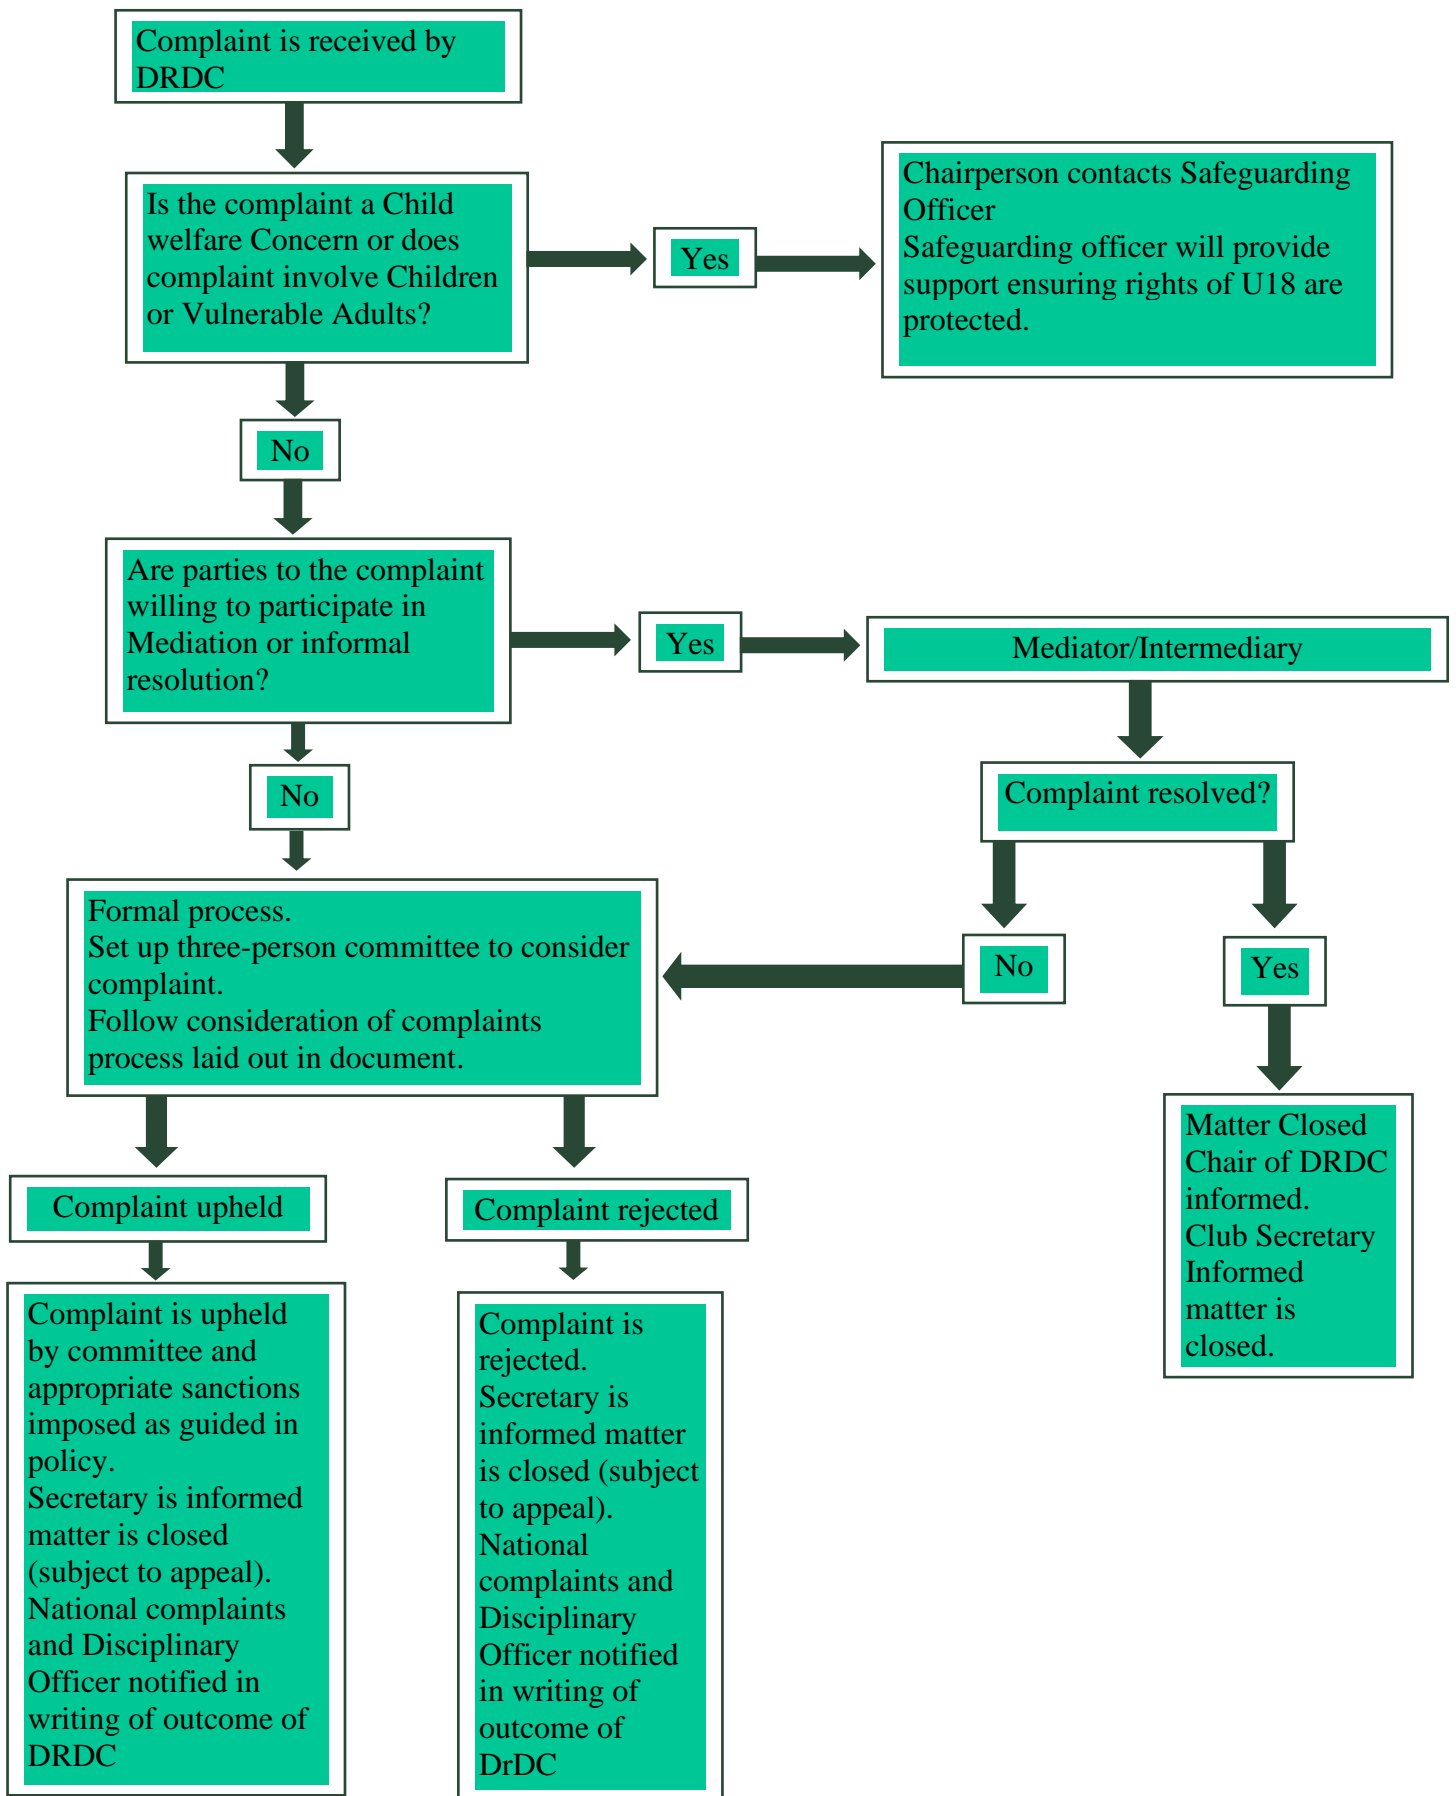 Complaint is received by
DRDC
Is the complaint a Child
welfare Concern or does
complaint involve Children
or Vulnerable Adults?
Yes
Chairperson contacts Safeguarding
Officer
Safeguarding officer will provide
support ensuring rights of U18 are
protected.
No
Are parties to the complaint
willing to participate in
Mediation or informal
resolution?
Yes
Mediator/Intermediary
No
Complaint resolved?
Formal process.
Set up three-person committee to consider
complaint.
Follow consideration of complaints
process laid out in document.
No
Yes
Matter Closed
Chair of DRDC
informed.
Club Secretary
Informed
matter is
closed.
Complaint upheld
Complaint rejected
Complaint is upheld
by committee and
appropriate sanctions
imposed as guided in
policy.
Secretary is informed
matter is closed
(subject to appeal).
National complaints
and Disciplinary
Officer notified in
writing of outcome of
DRDC
Complaint is
rejected.
Secretary is
informed matter
is closed (subject
to appeal).
National
complaints and
Disciplinary
Officer notified
in writing of
outcome of
DrDC